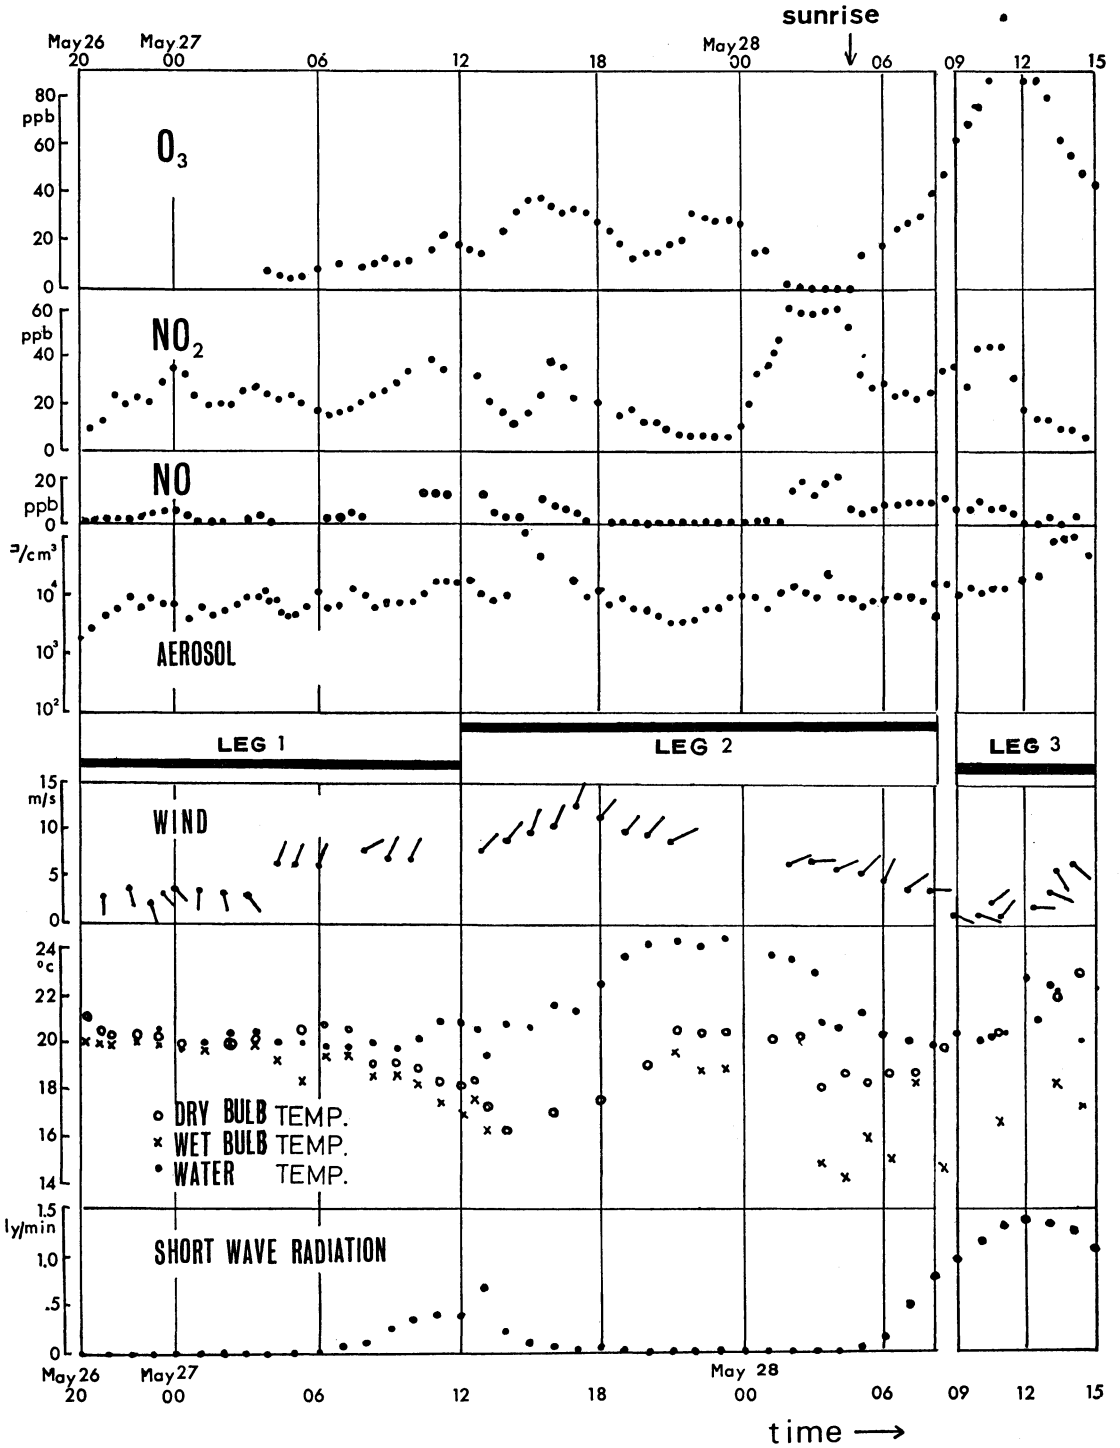 sunrise
May 26 May 27 May 28
20 00 06 12 18 00 06 09 12 15
80
ppb
60
O3
40
20
0
60
ppb
NO2
40
20
0
20
NO
ppb
0
/cm³
10⁴
10³
AEROSOL
10²
LEG 1
LEG 2
LEG 3
15
m/s
WIND
10
5
0
24
°c
22
20
18
DRY BULB TEMP.
16
WET BULB TEMP.
WATER TEMP.
14
1.5
ly/min
SHORT WAVE RADIATION
1,0
.5
0
May 26 May 27 May 28
20 00 06 12 18 00 06 09 12 15
time